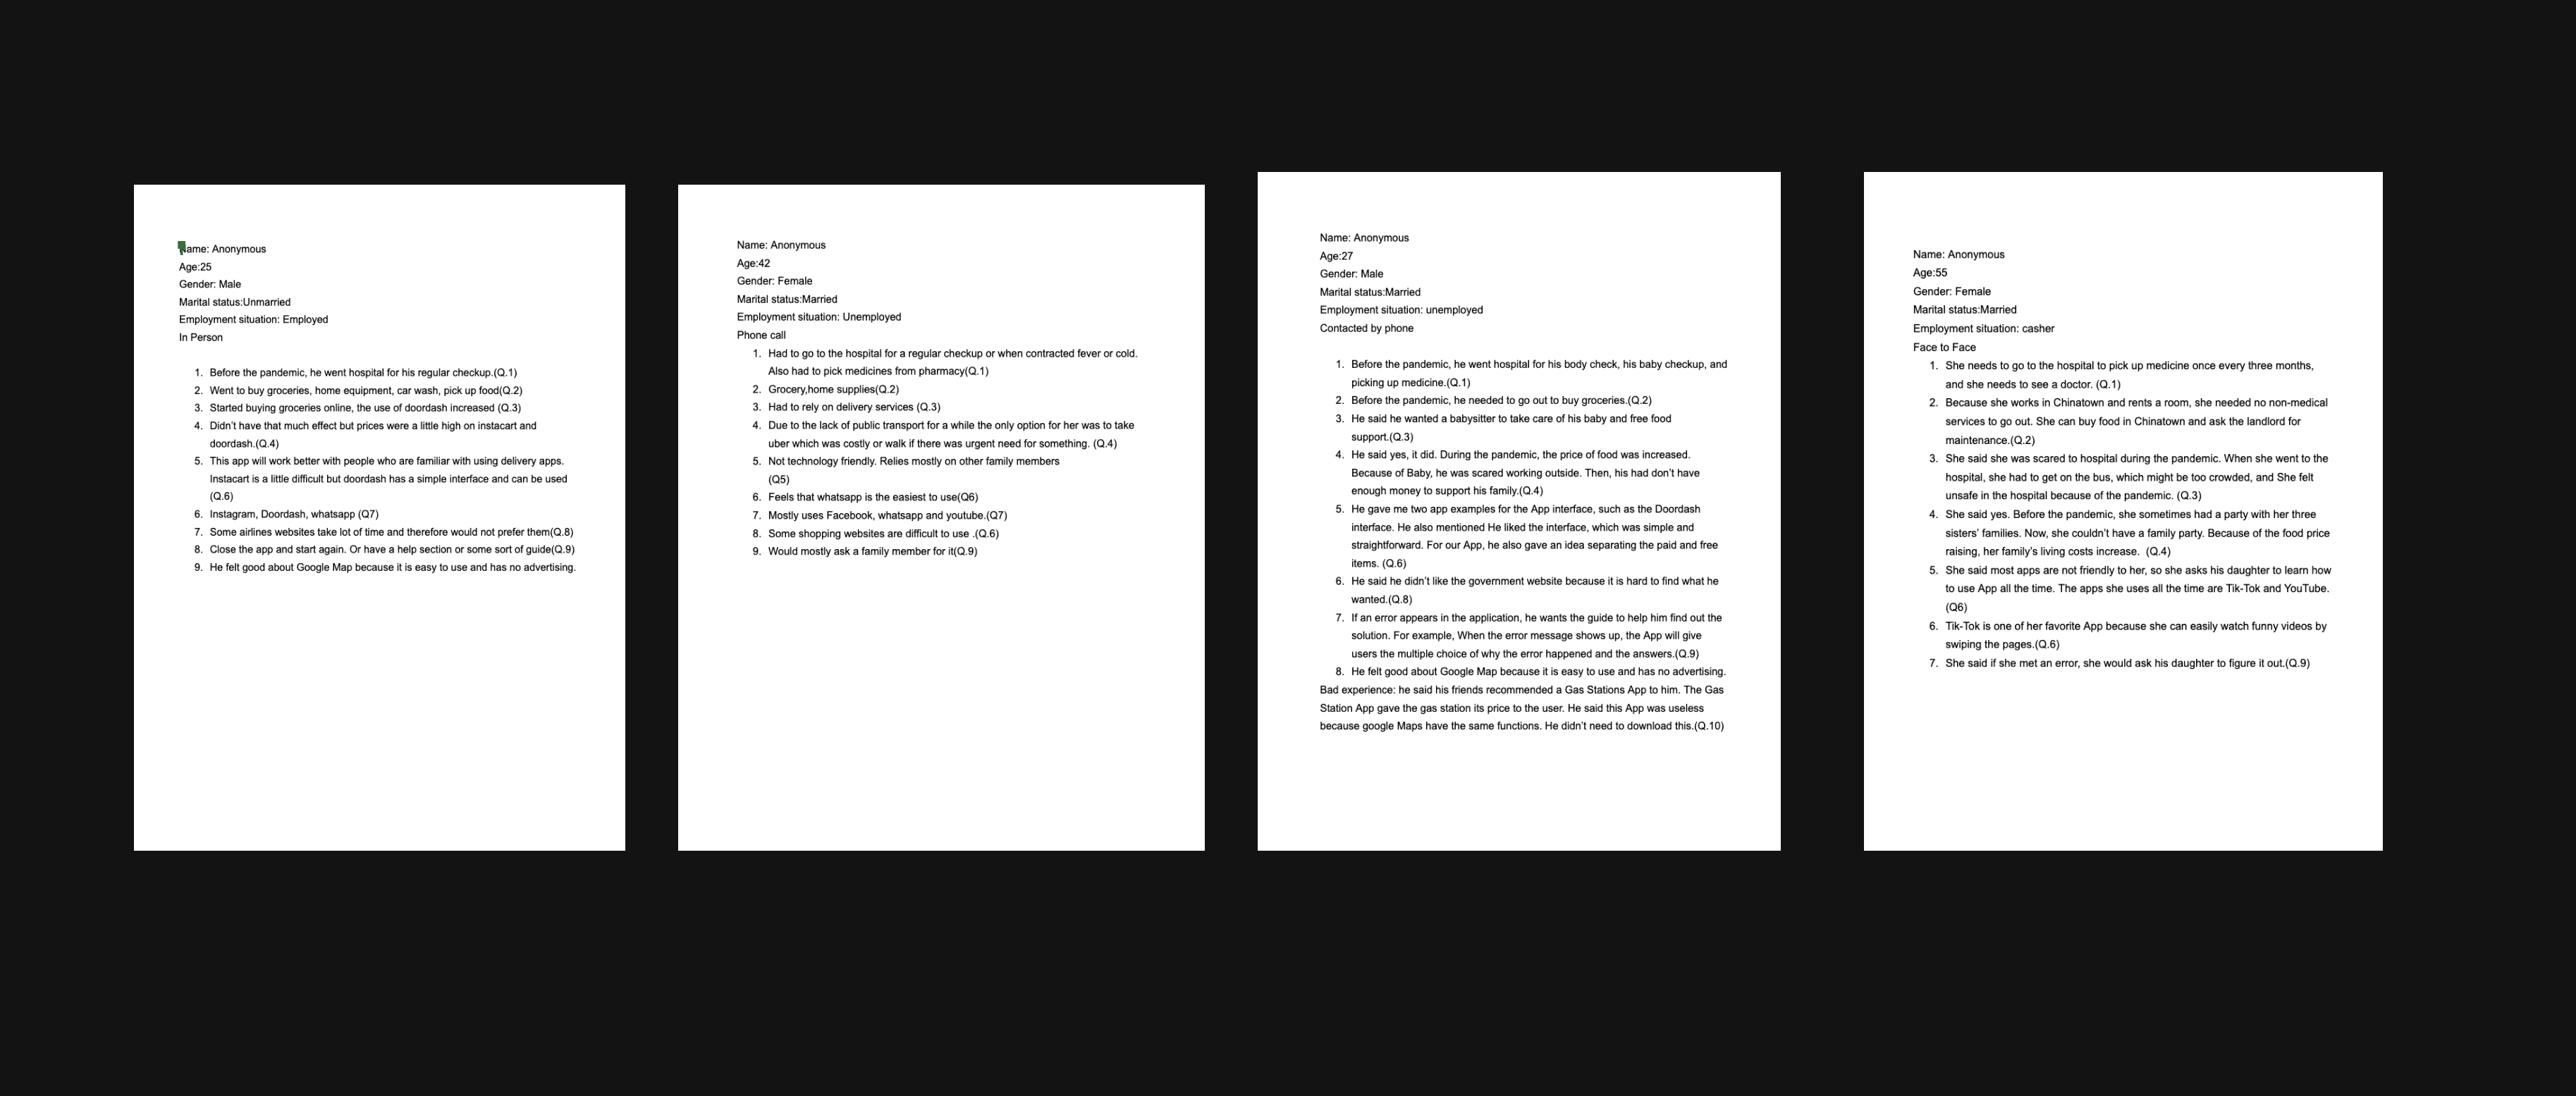 Name: Anonymous
Age:25
Gender: Male
Marital status:Unmarried
Employment situation: Employed
In Person
1. Before the pandemic, he went hospital for his regular checkup.(Q.1)
2. Went to buy groceries, home equipment, car wash, pick up food(Q.2)
3. Started buying groceries online, the use of doordash increased (Q.3)
4. Didn't have that much effect but prices were a little high on instacart and
doordash.(Q.4)
5. This app will work better with people who are familiar with using delivery apps.
Instacart is a little difficult but doordash has a simple interface and can be used
(Q.6)
6. Instagram, Doordash, whatsapp (Q7)
7. Some airlines websites take lot of time and therefore would not prefer them(Q.8)
8. Close the app and start again. Or have a help section or some sort of guide(Q.9)
9. He felt good about Google Map because it is easy to use and has no advertising.
Name: Anonymous
Age:42
Gender: Female
Marital status:Married
Employment situation: Unemployed
Phone call
1. Had to go to the hospital for a regular checkup or when contracted fever or cold.
Also had to pick medicines from pharmacy(Q.1)
2. Grocery,home supplies(Q.2)
3. Had to rely on delivery services (Q.3)
4. Due to the lack of public transport for a while the only option for her was to take
uber which was costly or walk if there was urgent need for something. (Q.4)
5. Not technology friendly. Relies mostly on other family members
(Q5)
6. Feels that whatsapp is the easiest to use(Q6)
7. Mostly uses Facebook, whatsapp and youtube.(Q7)
8. Some shopping websites are difficult to use .(Q.6)
9. Would mostly ask a family member for it(Q.9)
Name: Anonymous
Age:27
Gender: Male
Marital status:Married
Employment situation: unemployed
Contacted by phone
1. Before the pandemic, he went hospital for his body check, his baby checkup, and
picking up medicine.(Q.1)
2. Before the pandemic, he needed to go out to buy groceries.(Q.2)
3. He said he wanted a babysitter to take care of his baby and free food
support.(Q.3)
4. He said yes, it did. During the pandemic, the price of food was increased.
Because of Baby, he was scared working outside. Then, his had don't have
enough money to support his family.(Q.4)
5. He gave me two app examples for the App interface, such as the Doordash
interface. He also mentioned He liked the interface, which was simple and
straightforward. For our App, he also gave an idea separating the paid and free
items. (Q.6)
6. He said he didn't like the government website because it is hard to find what he
wanted.(Q.8)
7. If an error appears in the application, he wants the guide to help him find out the
solution. For example, When the error message shows up, the App will give
users the multiple choice of why the error happened and the answers.(Q.9)
8. He felt good about Google Map because it is easy to use and has no advertising.
Bad experience: he said his friends recommended a Gas Stations App to him. The Gas
Station App gave the gas station its price to the user. He said this App was useless
because google Maps have the same functions. He didn't need to download this.(Q.10)
Name: Anonymous
Age:55
Gender: Female
Marital status:Married
Employment situation: casher
Face to Face
1. She needs to go to the hospital to pick up medicine once every three months,
and she needs to see a doctor. (Q.1)
2. Because she works in Chinatown and rents a room, she needed no non-medical
services to go out. She can buy food in Chinatown and ask the landlord for
maintenance.(Q.2)
3. She said she was scared to hospital during the pandemic. When she went to the
hospital, she had to get on the bus, which might be too crowded, and She felt
unsafe in the hospital because of the pandemic. (Q.3)
4. She said yes. Before the pandemic, she sometimes had a party with her three
sisters' families. Now, she couldn't have a family party. Because of the food price
raising, her family's living costs increase.  (Q.4)
5. She said most apps are not friendly to her, so she asks his daughter to learn how
to use App all the time. The apps she uses all the time are Tik-Tok and YouTube.
(Q6)
6. Tik-Tok is one of her favorite App because she can easily watch funny videos by
swiping the pages.(Q.6)
7. She said if she met an error, she would ask his daughter to figure it out.(Q.9)